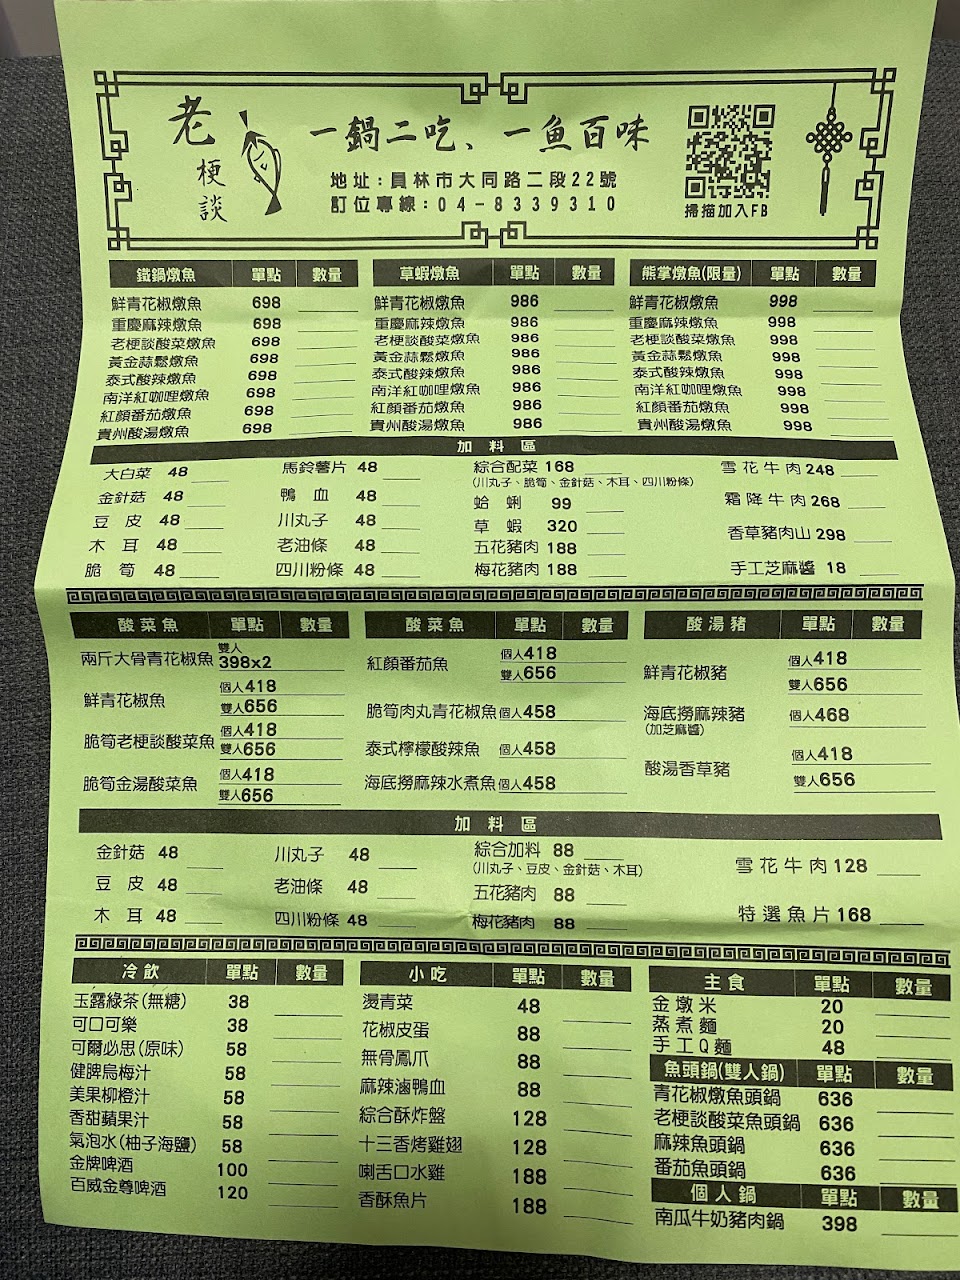 老梗談
一鍋二吃、一魚百味
地址:員林市大同路二段22號
訂位專線:04-8339310
掃描加入FB
鐵鍋燉魚 單點 數量
鮮青花椒燉魚 698
重慶麻辣燉魚 698
老梗談酸菜燉魚 698
黃金蒜鬆燉魚 698
泰式酸辣燉魚 698
南洋紅咖哩燉魚 698
紅顏番茄燉魚 698
貴州酸湯燉魚 698
草蝦燉魚 單點 數量
鮮青花椒燉魚 986
重慶麻辣燉魚 986
老梗談酸菜燉魚 986
黃金蒜鬆燉魚 986
泰式酸辣燉魚 986
南洋紅咖哩燉魚 986
紅顏番茄燉魚 986
貴州酸湯燉魚 986
熊掌燉魚(限量) 單點 數量
鮮青花椒燉魚 998
重慶麻辣燉魚 998
老梗談酸菜燉魚 998
黃金蒜鬆燉魚 998
泰式酸辣燉魚 998
南洋紅咖哩燉魚 998
紅顏番茄燉魚 998
貴州酸湯燉魚 998
加料區
大白菜 48
金針菇 48
豆皮 48
木耳 48
脆筍 48
馬鈴薯片 48
鴨血 48
川丸子 48
老油條 48
四川粉條 48
綜合配菜 168
(川丸子、脆筍、金針菇、木耳、四川粉條)
蛤蜊 99
草蝦 320
五花豬肉 188
梅花豬肉 188
雪花牛肉 248
霜降牛肉 268
香草豬肉山 298
手工芝麻醬 18
酸菜魚 單點 數量
兩斤大骨青花椒魚 雙人398x2
鮮青花椒魚 個人418
雙人656
脆筍老梗談酸菜魚 個人418
雙人656
脆筍金湯酸菜魚 個人418
雙人656
酸菜魚 單點 數量
紅顏番茄魚 個人418
雙人656
脆筍肉丸青花椒魚 個人458
泰式檸檬酸辣魚 個人458
海底撈麻辣水煮魚 個人458
酸湯豬 單點 數量
鮮青花椒豬 個人418
雙人656
海底撈麻辣豬 個人468
(加芝麻醬)
酸湯香草豬 個人418
雙人656
加料區
金針菇 48
豆皮 48
木耳 48
川丸子 48
老油條 48
四川粉條 48
綜合加料 88
(川丸子、豆皮、金針菇、木耳)
五花豬肉 88
梅花豬肉 88
雪花牛肉 128
特選魚片 168
冷飲 單點 數量
玉露綠茶(無糖) 38
可口可樂 38
可爾必思(原味) 58
健脾烏梅汁 58
美果柳橙汁 58
香甜蘋果汁 58
氣泡水(柚子海鹽) 58
金牌啤酒 100
百威金尊啤酒 120
小吃 單點 數量
燙青菜 48
花椒皮蛋 88
無骨鳳爪 88
麻辣滷鴨血 88
綜合酥炸盤 128
十三香烤雞翅 128
喇舌口水雞 188
香酥魚片 188
主食 單點 數量
金墩米 20
蒸煮麵 20
手工Q麵 48
魚頭鍋(雙人鍋) 單點 數量
青花椒燉魚頭鍋 636
老梗談酸菜魚頭鍋 636
麻辣魚頭鍋 636
番茄魚頭鍋 636
個人鍋 單點 數量
南瓜牛奶豬肉鍋 398